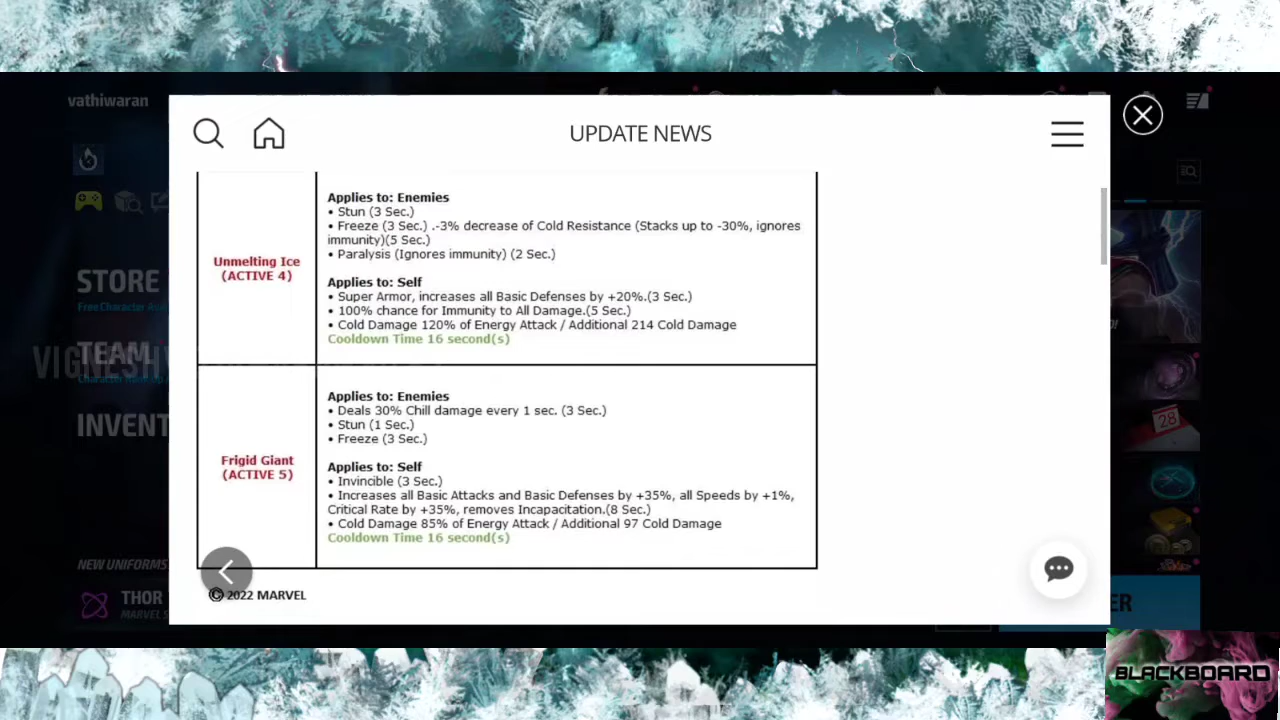 vathiwaran
UPDATE NEWS
Applies to: Enemies
• Stun (3 Sec.)
• Freeze (3 Sec.) .-3% decrease of Cold Resistance (Stacks up to -30%, ignores
immunity)(5 Sec.)
• Paralysis (Ignores immunity) (2 Sec.)
Unmelting Ice
(ACTIVE 4)
Applies to: Self
• Super Armor, increases all Basic Defenses by +20%.(3 Sec.)
• 100% chance for Immunity to All Damage.(5 Sec.)
• Cold Damage 120% of Energy Attack / Additional 214 Cold Damage
Cooldown Time 16 second(s)
Applies to: Enemies
• Deals 30% Chill damage every 1 sec. (3 Sec.)
• Stun (1 Sec.)
• Freeze (3 Sec.)
Frigid Giant
(ACTIVE 5)
Applies to: Self
• Invincible (3 Sec.)
• Increases all Basic Attacks and Basic Defenses by +35%, all Speeds by +1%,
Critical Rate by +35%, removes Incapacitation.(8 Sec.)
• Cold Damage 85% of Energy Attack / Additional 97 Cold Damage
Cooldown Time 16 second(s)
© 2022 MARVEL
STORE
TEAM
VIGNESHV
INVENT
NEW UNIFORMS
THOR
MARVEL S
28
ER
BLACKBOARD